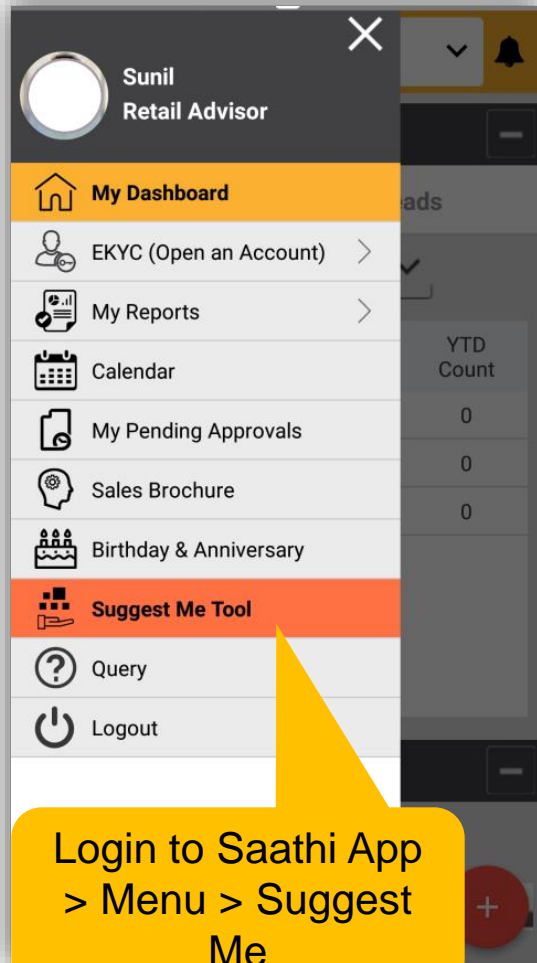 Sunil
Retail Advisor
My Dashboard
EKYC (Open an Account)
My Reports
Calendar
My Pending Approvals
Sales Brochure
Birthday & Anniversary
Suggest Me Tool
Query
Logout
ads
YTD
Count
0
0
0
Login to Saathi App
> Menu > Suggest
Me